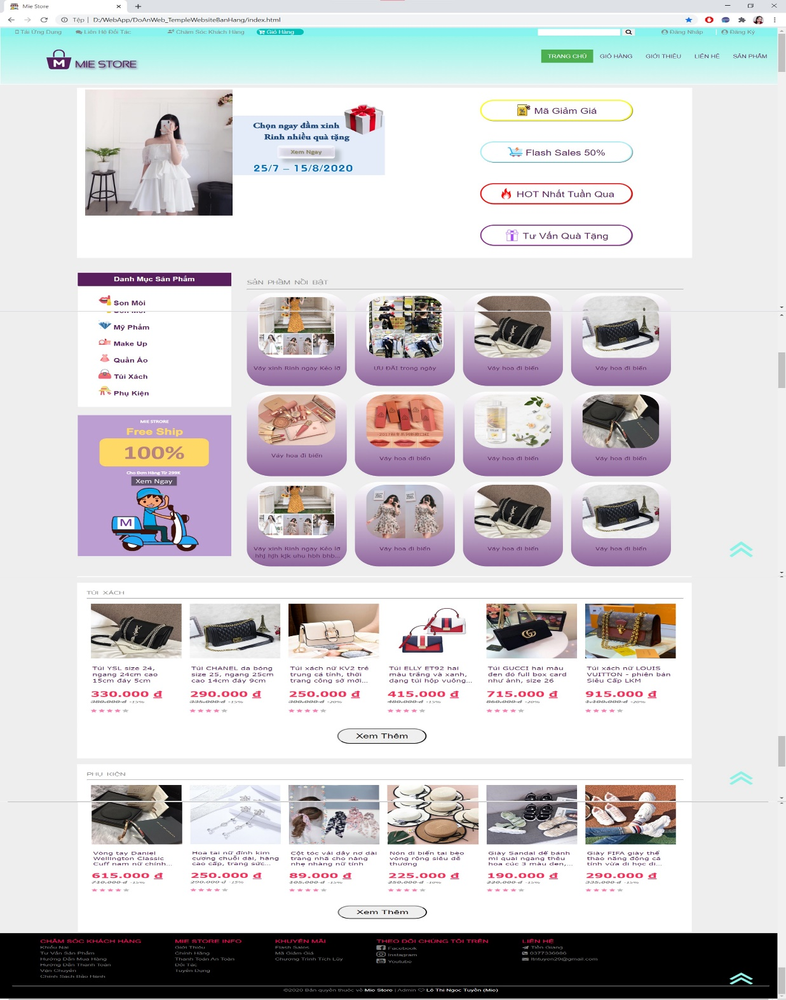 Mie Store
Tệp | D:/WebApp/DoAnWeb_TempleWebsiteBanHang/index.html
Tải Ứng Dụng Liên Hệ Đối Tác Chăm Sóc Khách Hàng Giỏ Hàng Đăng Nhập Đăng Ký
M MIE STORE
TRANG CHỦ GIỎ HÀNG GIỚI THIỆU LIÊN HỆ SẢN PHẨM
Chọn ngay đầm xinh
Rinh nhiều quà tặng
Xem Ngay
25/7 – 15/8/2020
Mã Giảm Giá
Flash Sales 50%
HOT Nhất Tuần Qua
Tư Vấn Quà Tặng
Danh Mục Sản Phẩm
Son Môi
Mỹ Phẩm
Make Up
Quần Áo
Túi Xách
Phụ Kiện
MIE STRORE
Free Ship
100%
Cho Đơn Hàng Từ 299K
Xem Ngay
M
SẢN PHẨM NỔI BẬT
Váy xinh Rinh ngay Kẻo lỡ
ƯU ĐÃI trong ngày
Váy hoa đi biển
Váy hoa đi biển
Váy hoa đi biển
Váy hoa đi biển
Váy hoa đi biển
Váy hoa đi biển
Váy xinh Rinh ngay Kẻo lỡ
hhj hjh kjk uhu hbh bhb...
Váy hoa đi biển
Váy hoa đi biển
Váy hoa đi biển
TÚI XÁCH
Túi YSL size 24,
ngang 24cm cao
15cm đáy 5cm
330.000 đ
380.000 đ -15%
Túi CHANEL da bóng
size 25, ngang 25cm
cao 14cm đáy 9cm
290.000 đ
335.000 đ -15%
Túi xách nữ KV2 trẻ
trung cá tính, thời
trang công sở mới...
250.000 đ
300.000 đ -20%
Túi ELLY ET92 hai
màu trắng và xanh,
dạng túi hộp vuông...
415.000 đ
480.000 đ -15%
Túi GUCCI hai màu
đen đỏ full box card
như ảnh, size 26
715.000 đ
860.000 đ -20%
Túi xách nữ LOUIS
VUITTON - phiên bản
Siêu Cấp LKM
915.000 đ
1.100.000 đ -20%
Xem Thêm
PHỤ KIỆN
Vòng tay Daniel
Wellington Classic
Cuff nam nữ chính...
615.000 đ
710.000 đ -15%
Hoa tai nữ đính kim
cương chuỗi dài, hàng
cao cấp, trang sức...
250.000 đ
290.000 đ -15%
Cột tóc vải dây nơ dài
trang nhã cho nàng
nhẹ nhàng nữ tính
89.000 đ
105.000 đ -15%
Nón đi biển tai bèo
vòng rộng siêu dễ
thương
225.000 đ
250.000 đ -10%
Giày Sandal đế bánh
mì quai ngang thêu
hoa cúc 3 màu đen,...
190.000 đ
220.000 đ -15%
Giày FIFA giày thể
thao năng động cá
tính vừa đi học đi...
290.000 đ
335.000 đ -15%
Xem Thêm
CHĂM SÓC KHÁCH HÀNG
Khiếu Nại
Tư Vấn Sản Phẩm
Hướng Dẫn Mua Hàng
Hướng Dẫn Thanh Toán
Vận Chuyển
Chính Sách Bảo Hành
MIE STORE INFO
Giới Thiệu
Chính Hãng
Thanh Toán An Toàn
Đối Tác
Tuyển Dụng
KHUYẾN MÃI
Flash Sales
Mã Giảm Giá
Chương Trình Tích Lũy
THEO DÕI CHÚNG TÔI TRÊN
Facebook
Instagram
Youtube
LIÊN HỆ
Tiền Giang
0377336986
ltntuyen29@gmail.com
©2020 Bản quyền thuộc về Mie Store | Admin ♡ Lê Thị Ngọc Tuyền (Mie)